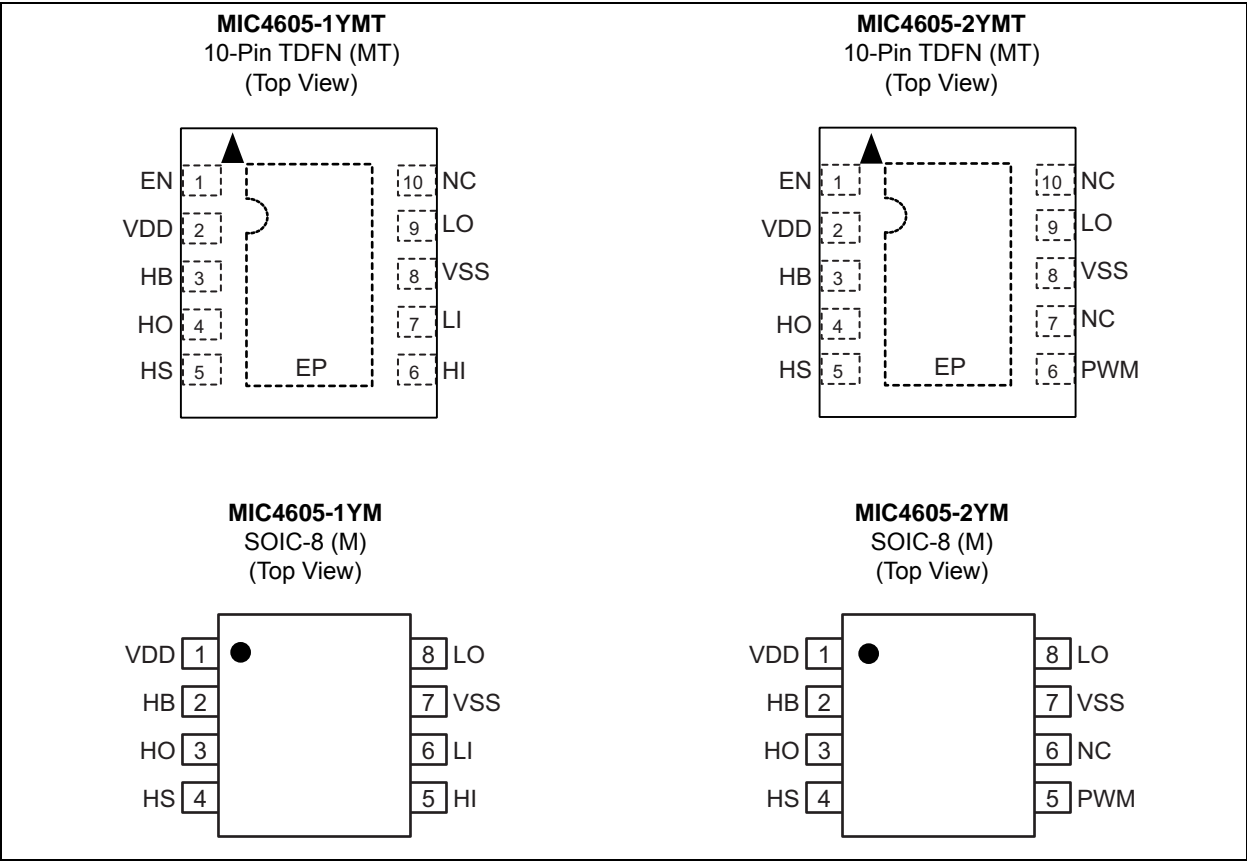 MIC4605-1YMT
10-Pin TDFN (MT)
(Top View)
EN 1 10 NC
VDD 2 9 LO
HB 3 8 VSS
HO 4 7 LI
HS 5 EP 6 HI
MIC4605-2YMT
10-Pin TDFN (MT)
(Top View)
EN 1 10 NC
VDD 2 9 LO
HB 3 8 VSS
HO 4 7 NC
HS 5 EP 6 PWM
MIC4605-1YM
SOIC-8 (M)
(Top View)
VDD 1 8 LO
HB 2 7 VSS
HO 3 6 LI
HS 4 5 HI
MIC4605-2YM
SOIC-8 (M)
(Top View)
VDD 1 8 LO
HB 2 7 VSS
HO 3 6 NC
HS 4 5 PWM